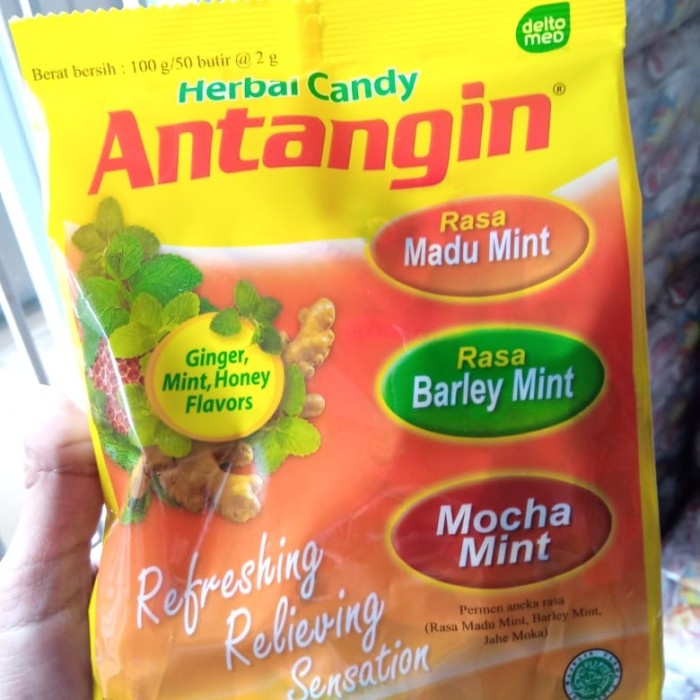 delto
med
Berat bersih : 100 g/50 butir @ 2 g
Herbal Candy
Antangin®
Rasa
Madu Mint
Ginger,
Mint, Honey
Flavors
Rasa
Barley Mint
Mocha
Mint
Refreshing
Relieving
Sensation
Permen aneka rasa
(Rasa Madu Mint, Barley Mint,
Jahe Moka)